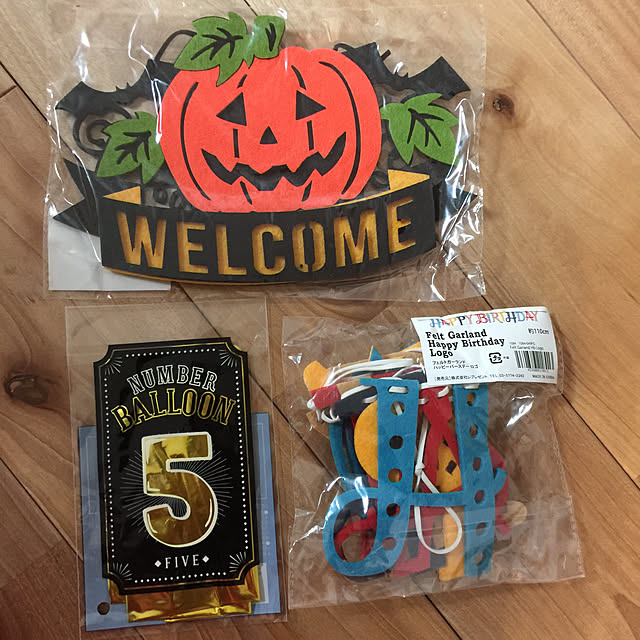 WELCOME
NUMBER
BALLOON
5
FIVE
HAPPY BIRTHDAY
Felt Garland
Happy Birthday
Logo
約110cm
フェルトガーランド
ハッピーバースデーロゴ